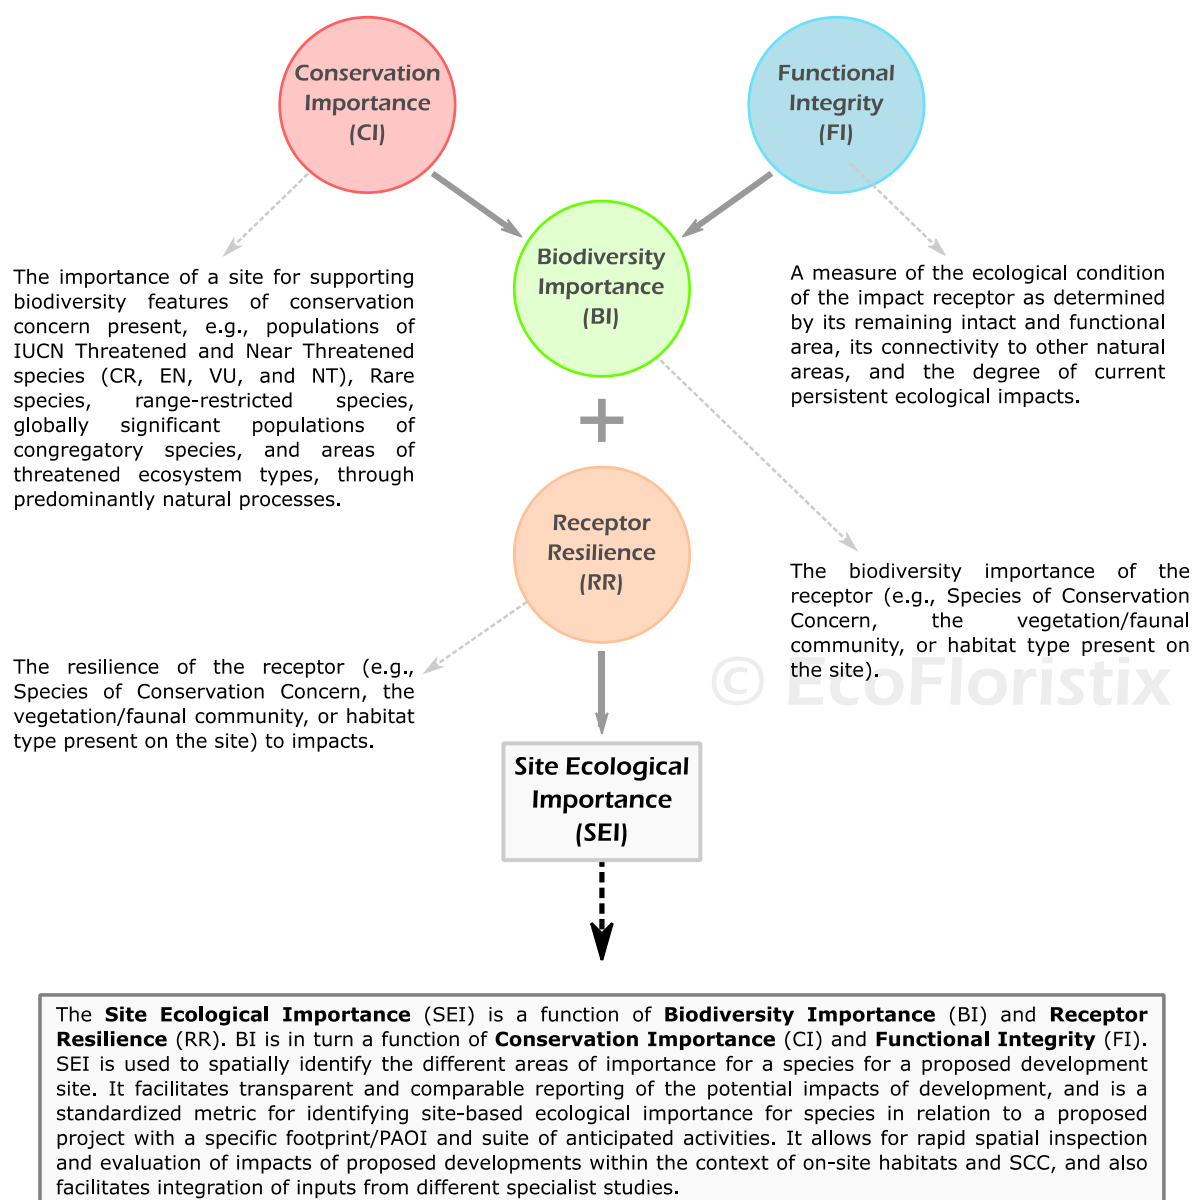 Conservation
Importance
(CI)
Functional
Integrity
(FI)
Biodiversity
Importance
(BI)
The importance of a site for supporting
biodiversity features of conservation
concern present, e.g., populations of
IUCN Threatened and Near Threatened
species (CR, EN, VU, and NT), Rare
species, range-restricted species,
globally significant populations of
congregatory species, and areas of
threatened ecosystem types, through
predominantly natural processes.
A measure of the ecological condition
of the impact receptor as determined
by its remaining intact and functional
area, its connectivity to other natural
areas, and the degree of current
persistent ecological impacts.
+
Receptor
Resilience
(RR)
The biodiversity importance of the
receptor (e.g., Species of Conservation
Concern, the vegetation/faunal
community, or habitat type present on
the site).
The resilience of the receptor (e.g.,
Species of Conservation Concern, the
vegetation/faunal community, or habitat
type present on the site) to impacts.
© EcoFloristix
Site Ecological
Importance
(SEI)
The Site Ecological Importance (SEI) is a function of Biodiversity Importance (BI) and Receptor
Resilience (RR). BI is in turn a function of Conservation Importance (CI) and Functional Integrity (FI).
SEI is used to spatially identify the different areas of importance for a species for a proposed development
site. It facilitates transparent and comparable reporting of the potential impacts of development, and is a
standardized metric for identifying site-based ecological importance for species in relation to a proposed
project with a specific footprint/PAOI and suite of anticipated activities. It allows for rapid spatial inspection
and evaluation of impacts of proposed developments within the context of on-site habitats and SCC, and also
facilitates integration of inputs from different specialist studies.